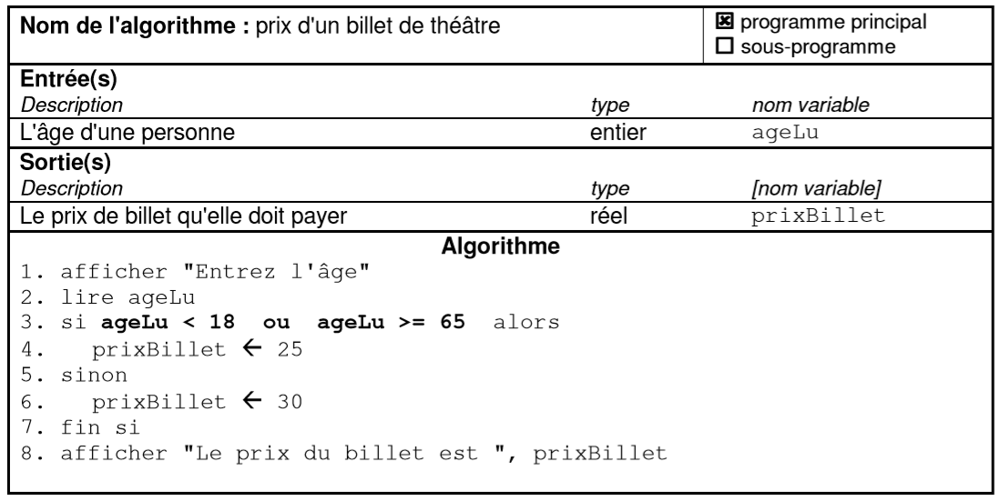 Nom de l'algorithme : prix d'un billet de théâtre
☒ programme principal
☐ sous-programme
Entrée(s)
Description type nom variable
L'âge d'une personne entier ageLu
Sortie(s)
Description type [nom variable]
Le prix de billet qu'elle doit payer réel prixBillet
Algorithme
1. afficher "Entrez l'âge"
2. lire ageLu
3. si ageLu < 18 ou ageLu >= 65 alors
4. prixBillet ← 25
5. sinon
6. prixBillet ← 30
7. fin si
8. afficher "Le prix du billet est ", prixBillet